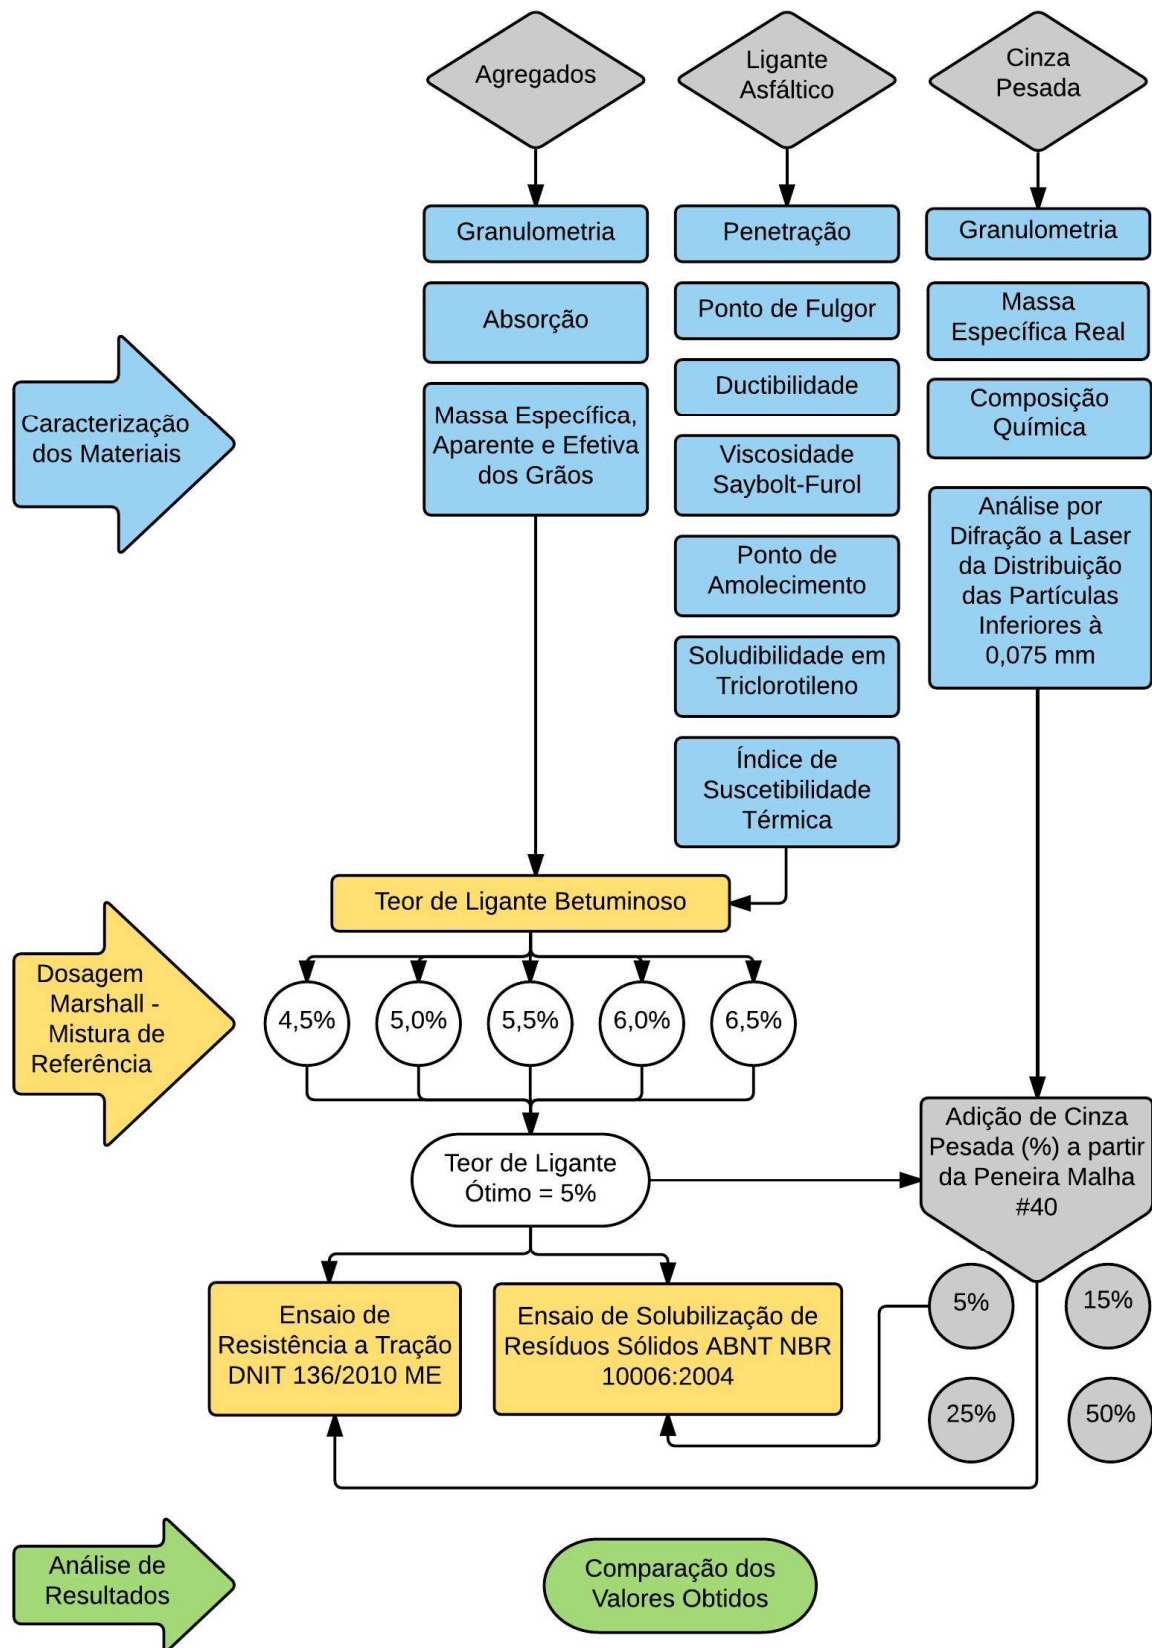 Agregados
Ligante
Asfáltico
Cinza
Pesada
Caracterização
dos Materiais
Granulometria
Absorção
Massa Específica,
Aparente e Efetiva
dos Grãos
Penetração
Ponto de Fulgor
Ductibilidade
Viscosidade
Saybolt-Furol
Ponto de
Amolecimento
Soludibilidade em
Triclorotileno
Índice de
Suscetibilidade
Térmica
Granulometria
Massa
Específica Real
Composição
Química
Análise por
Difração a Laser
da Distribuição
das Partículas
Inferiores à
0,075 mm
Dosagem
Marshall -
Mistura de
Referência
Teor de Ligante Betuminoso
4,5%
5,0%
5,5%
6,0%
6,5%
Teor de Ligante
Ótimo = 5%
Adição de Cinza
Pesada (%) a partir
da Peneira Malha
#40
5%
15%
25%
50%
Ensaio de
Resistência a Tração
DNIT 136/2010 ME
Ensaio de Solubilização de
Resíduos Sólidos ABNT NBR
10006:2004
Análise de
Resultados
Comparação dos
Valores Obtidos